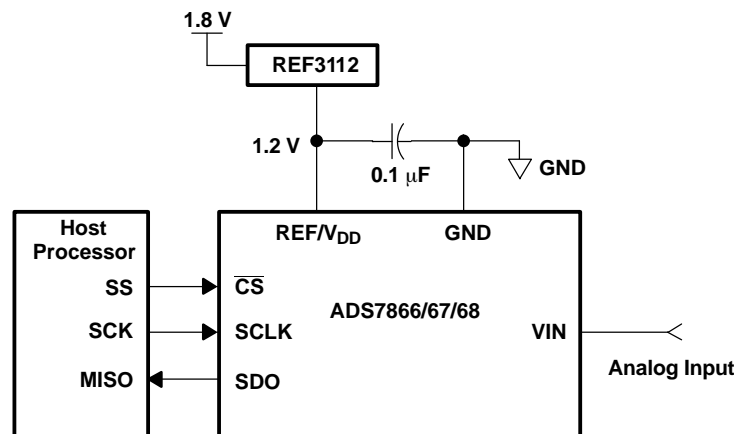 1.8 V
REF3112
1.2 V
0.1 μF
GND
Host
Processor
REF/VDD
GND
SS
CS
ADS7866/67/68
SCK
SCLK
VIN
MISO
SDO
Analog Input